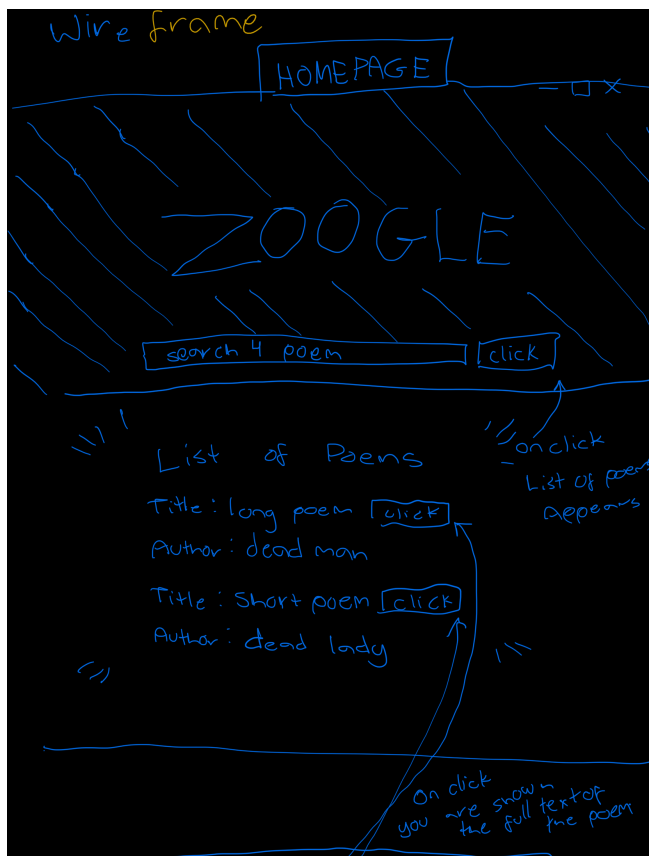 Wire frame
HOMEPAGE
ZOOGLE
search 4 poem click
on click
List of poems
Appears
List of Poems
Title: long poem click
Author: dead man
Title: Short poem click
Author: dead lady
On click
you are shown
the full text of
the poem